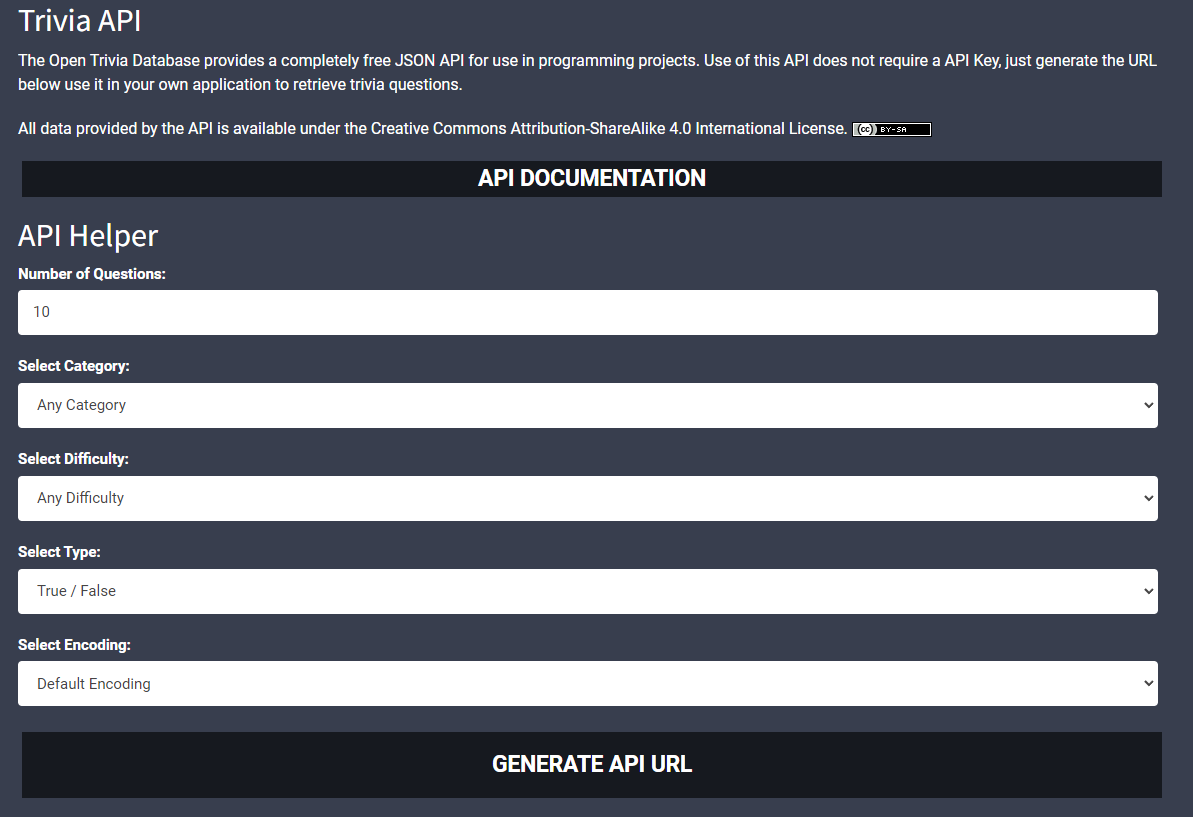 Trivia API
The Open Trivia Database provides a completely free JSON API for use in programming projects. Use of this API does not require a API Key, just generate the URL
below use it in your own application to retrieve trivia questions.
All data provided by the API is available under the Creative Commons Attribution-ShareAlike 4.0 International License. cc BY-SA
API DOCUMENTATION
API Helper
Number of Questions:
10
Select Category:
Any Category
Select Difficulty:
Any Difficulty
Select Type:
True / False
Select Encoding:
Default Encoding
GENERATE API URL